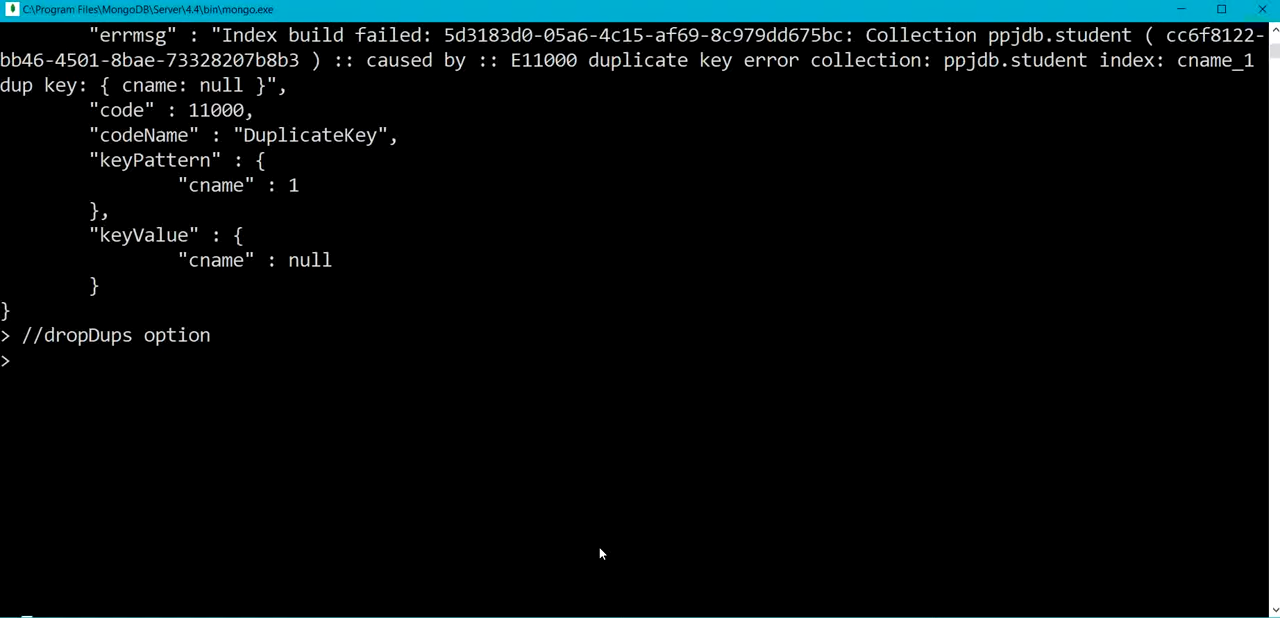 C:\Program Files\MongoDB\Server\4.4\bin\mongo.exe
"errmsg" : "Index build failed: 5d3183d0-05a6-4c15-af69-8c979dd675bc: Collection ppjdb.student ( cc6f8122-
bb46-4501-8bae-73328207b8b3 ) :: caused by :: E11000 duplicate key error collection: ppjdb.student index: cname_1
dup key: { cname: null }",
"code" : 11000,
"codeName" : "DuplicateKey",
"keyPattern" : {
"cname" : 1
},
"keyValue" : {
"cname" : null
}
}
> //dropDups option
>